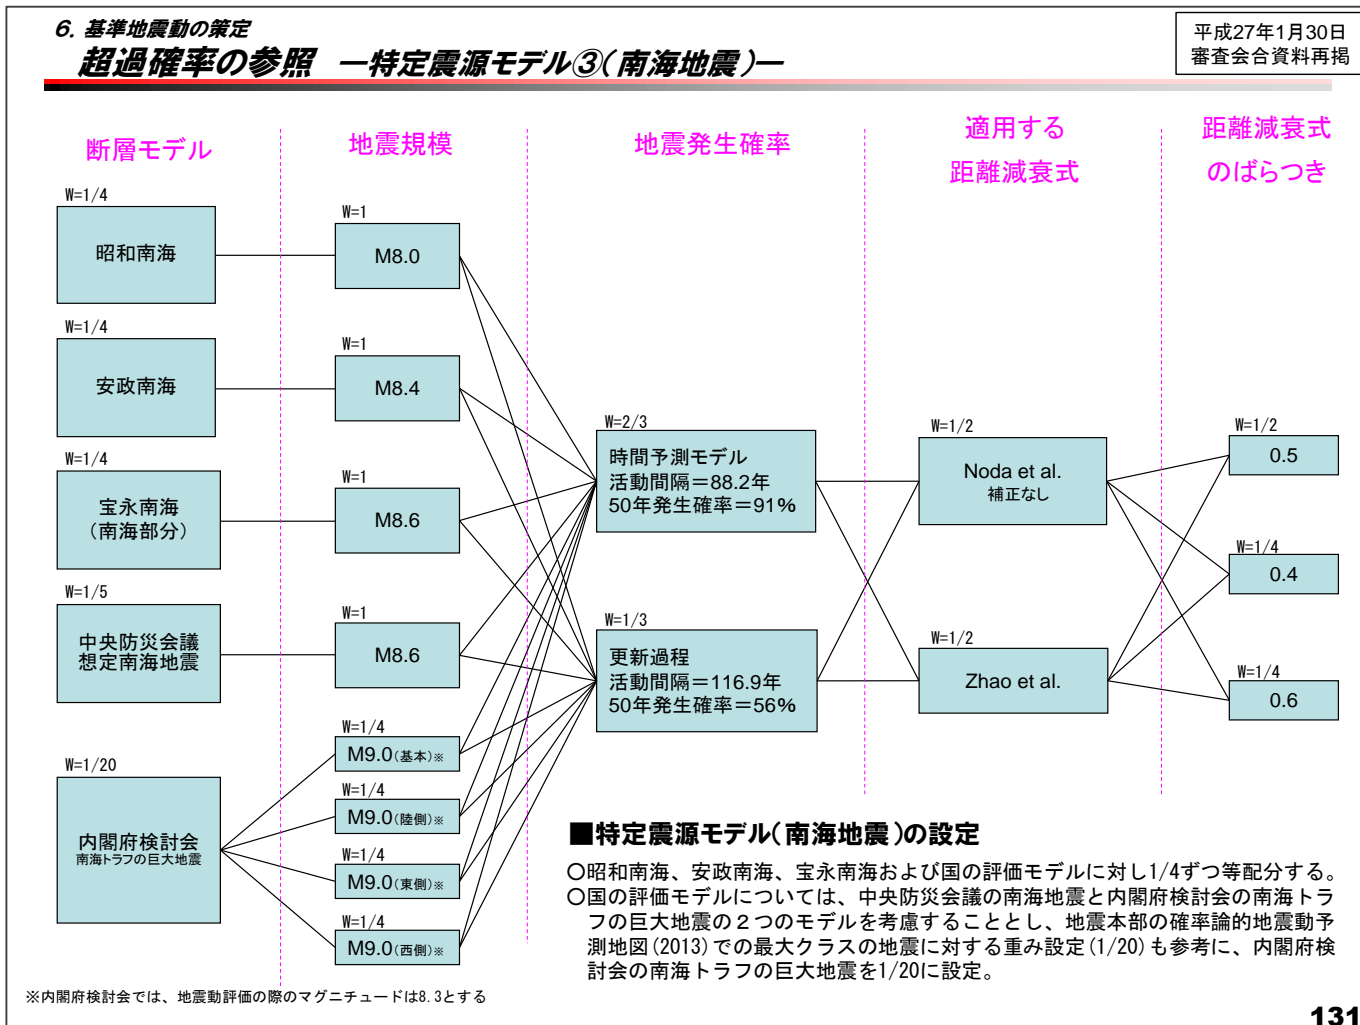 6. 基準地震動の策定
超過確率の参照 ―特定震源モデル③(南海地震)―
平成27年1月30日
審査会合資料再掲
断層モデル
地震規模
地震発生確率
適用する
距離減衰式
距離減衰式
のばらつき
W=1/4
昭和南海
W=1
M8.0
W=1/4
安政南海
W=1
M8.4
W=1/4
宝永南海
(南海部分)
W=1
M8.6
W=1/5
中央防災会議
想定南海地震
W=1
M8.6
W=1/20
内閣府検討会
南海トラフの巨大地震
W=1/4
M9.0(基本)※
W=1/4
M9.0(陸側)※
W=1/4
M9.0(東側)※
W=1/4
M9.0(西側)※
W=2/3
時間予測モデル
活動間隔=88.2年
50年発生確率=91%
W=1/3
更新過程
活動間隔=116.9年
50年発生確率=56%
W=1/2
Noda et al.
補正なし
W=1/2
Zhao et al.
W=1/2
0.5
W=1/4
0.4
W=1/4
0.6
■特定震源モデル(南海地震)の設定
○昭和南海、安政南海、宝永南海および国の評価モデルに対し1/4ずつ等配分する。
○国の評価モデルについては、中央防災会議の南海地震と内閣府検討会の南海トラ
フの巨大地震の2つのモデルを考慮することとし、地震本部の確率論的地震動予
測地図(2013)での最大クラスの地震に対する重み設定(1/20)も参考に、内閣府検
討会の南海トラフの巨大地震を1/20に設定。
※内閣府検討会では、地震動評価の際のマグニチュードは8.3とする
131